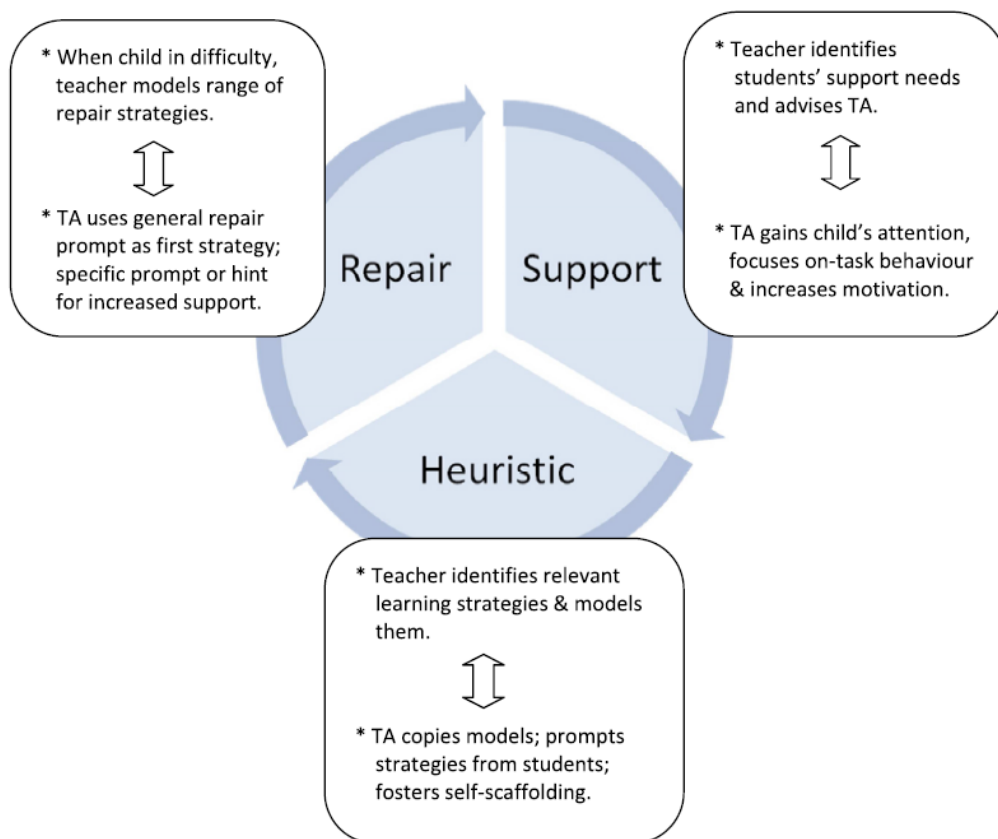 * When child in difficulty,
teacher models range of
repair strategies.
* TA uses general repair
prompt as first strategy;
specific prompt or hint
for increased support.
* Teacher identifies
students’ support needs
and advises TA.
* TA gains child’s attention,
focuses on-task behaviour
& increases motivation.
Repair
Support
Heuristic
* Teacher identifies relevant
learning strategies & models
them.
* TA copies models; prompts
strategies from students;
fosters self-scaffolding.